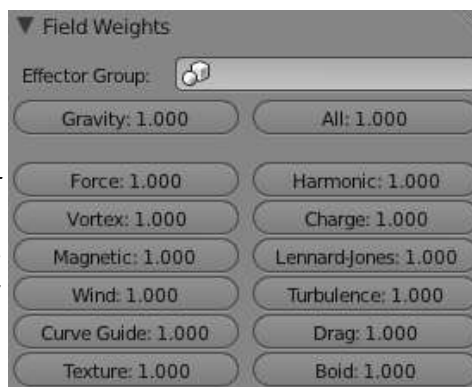 Field Weights
Effector Group:
Gravity: 1.000 All: 1.000
Force: 1.000 Harmonic: 1.000
Vortex: 1.000 Charge: 1.000
Magnetic: 1.000 Lennard-Jones: 1.000
Wind: 1.000 Turbulence: 1.000
Curve Guide: 1.000 Drag: 1.000
Texture: 1.000 Boid: 1.000